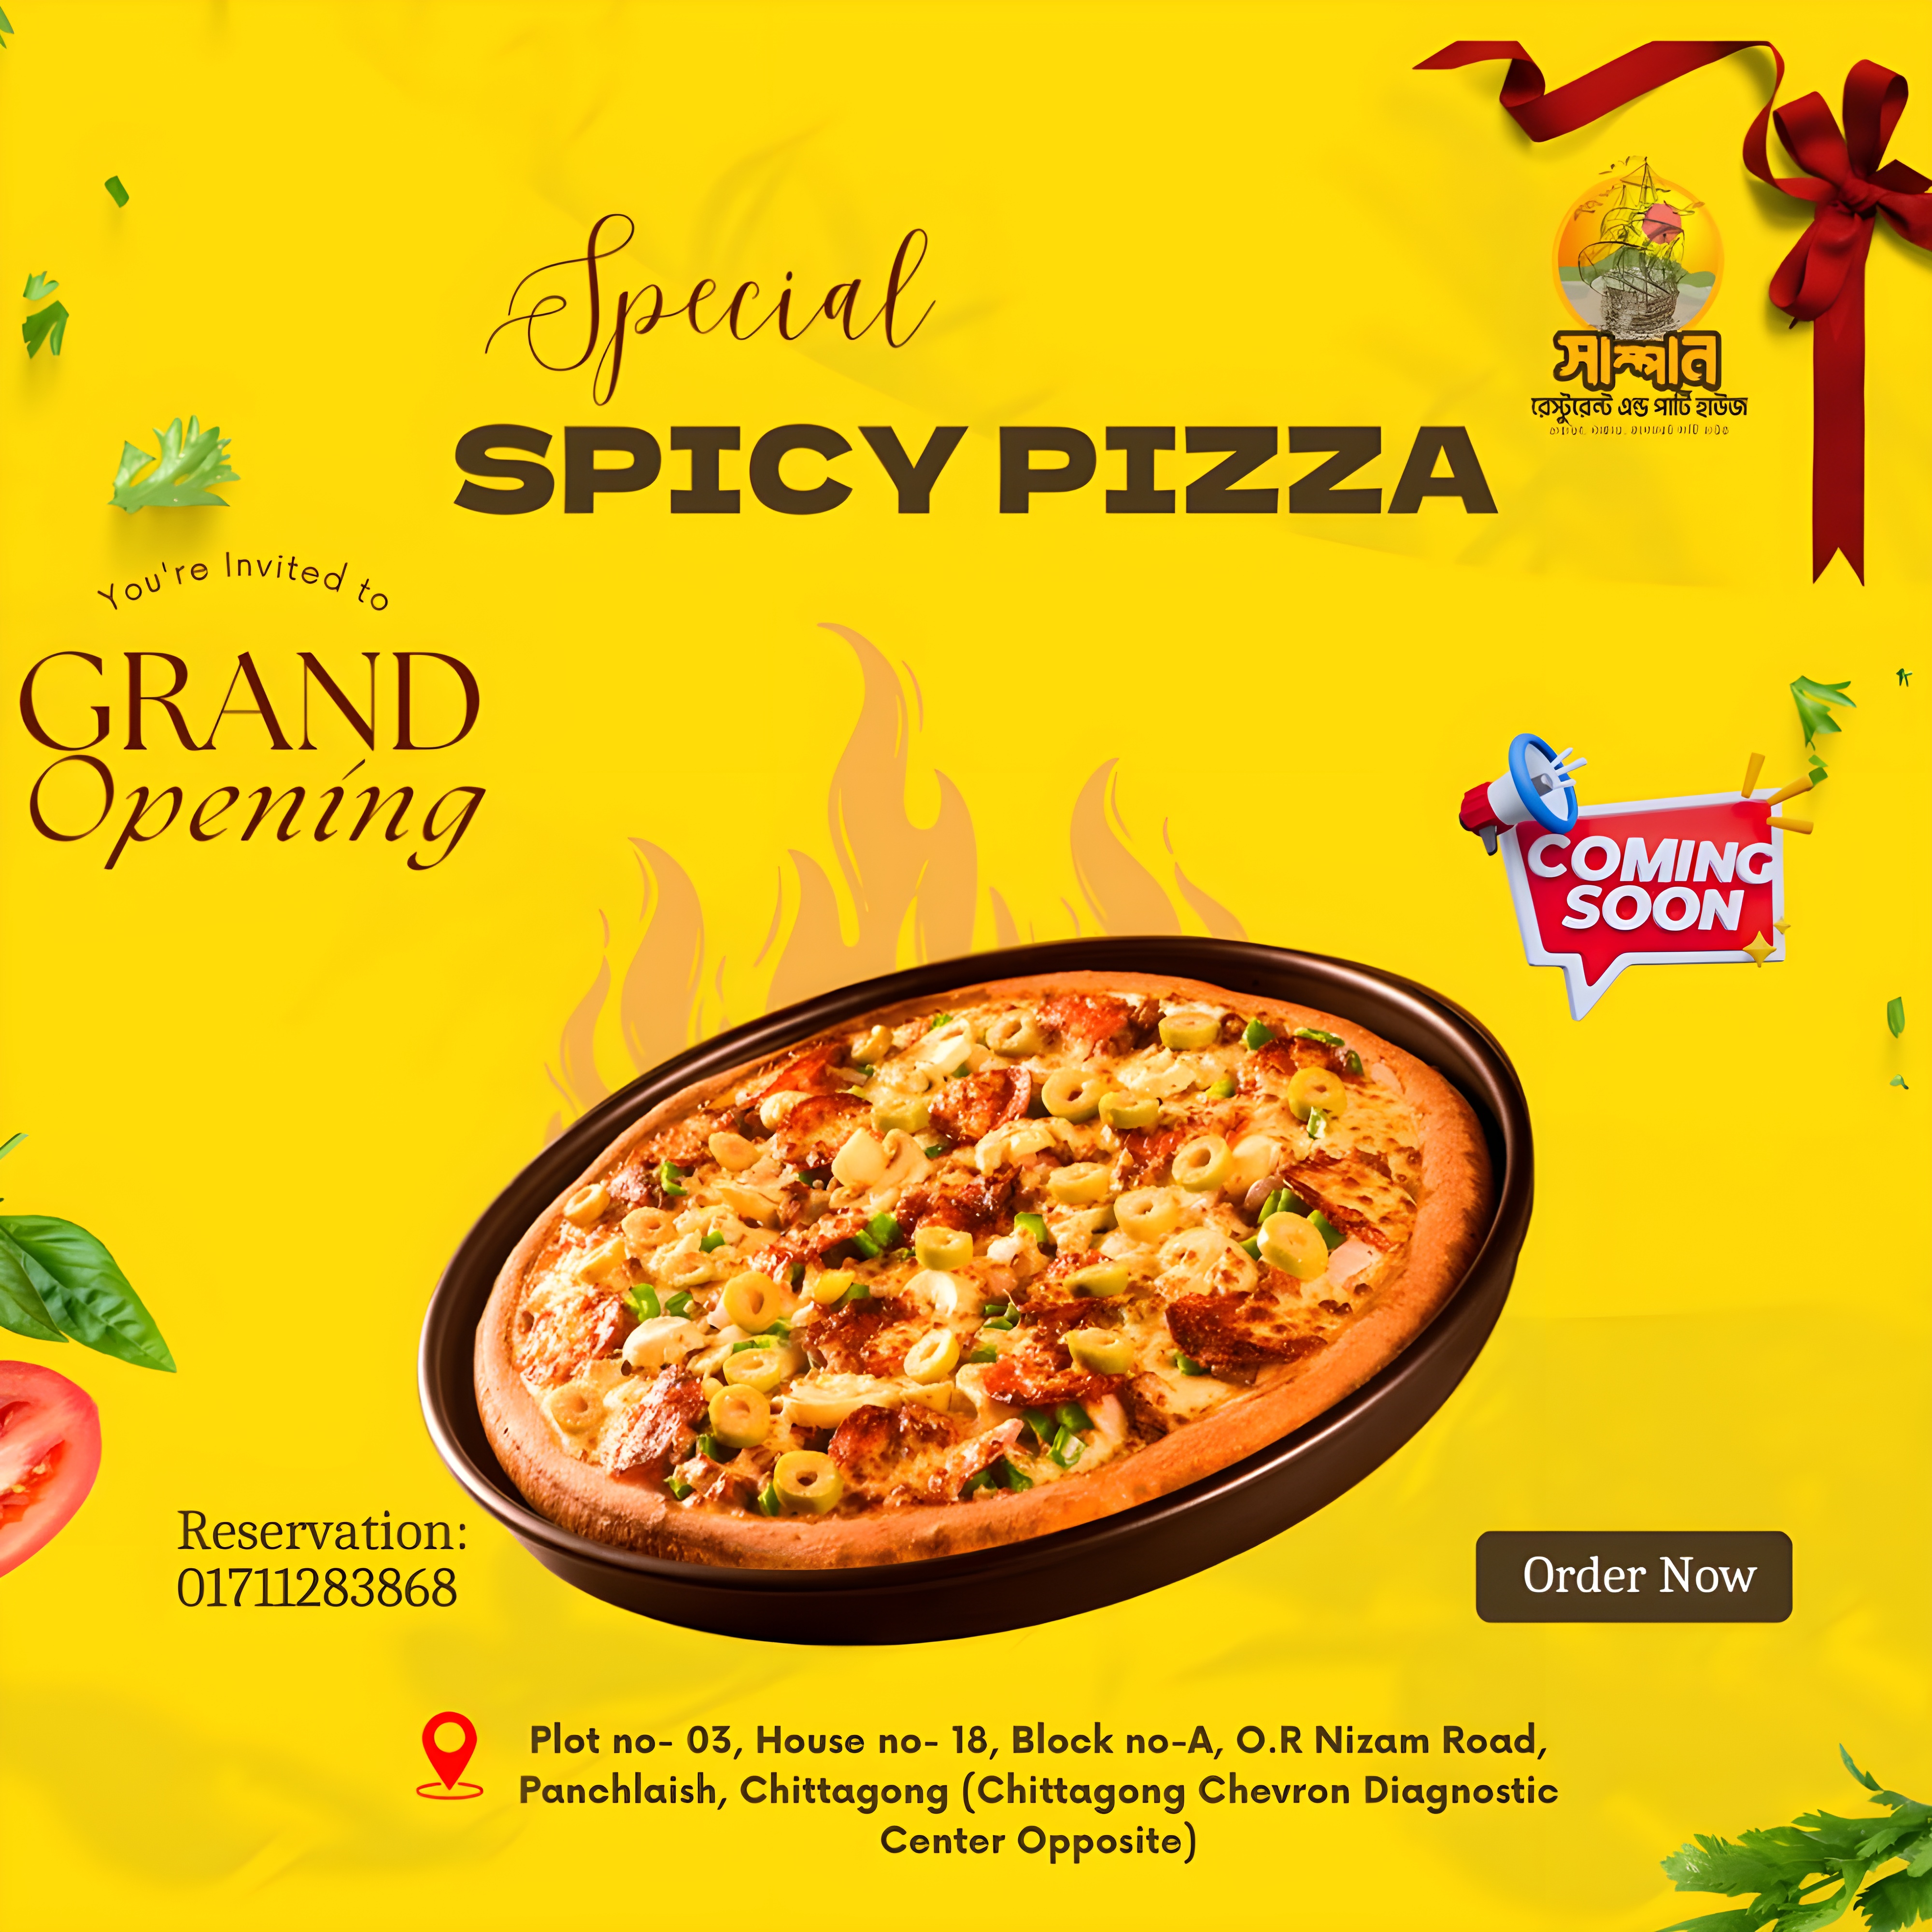 Special
SPICY PIZZA
সাম্পান
রেস্টুরেন্ট এন্ড পার্টি হাউজ
You're Invited to
GRAND
Opening
COMING
SOON
Reservation:
01711283868
Order Now
Plot no- 03, House no- 18, Block no-A, O.R Nizam Road,
Panchlaish, Chittagong (Chittagong Chevron Diagnostic
Center Opposite)